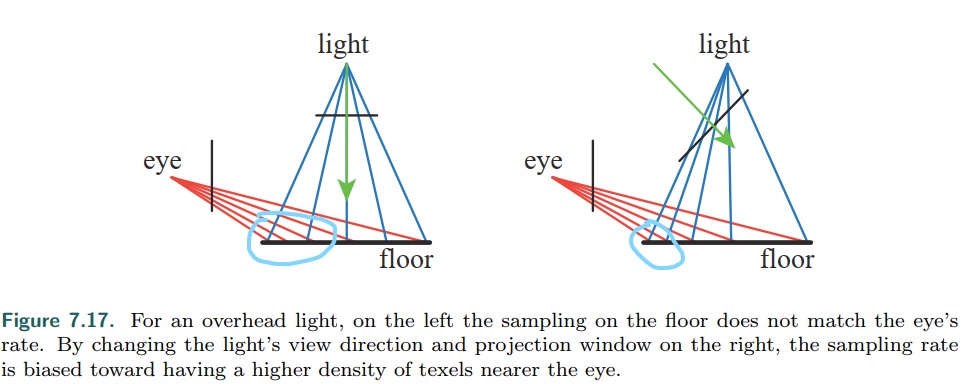 light light
eye eye
floor floor
Figure 7.17. For an overhead light, on the left the sampling on the floor does not match the eye's
rate. By changing the light's view direction and projection window on the right, the sampling rate
is biased toward having a higher density of texels nearer the eye.